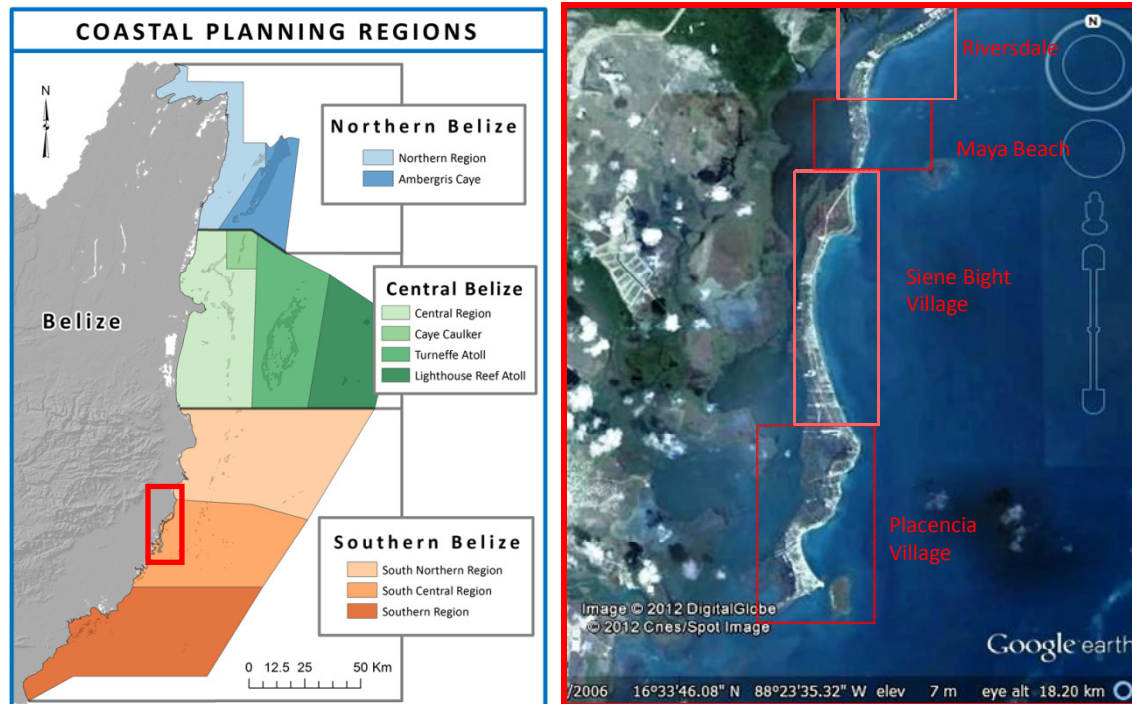 COASTAL PLANNING REGIONS
N
Northern Belize
Northern Region
Ambergris Caye
Central Belize
Central Region
Caye Caulker
Turneffe Atoll
Lighthouse Reef Atoll
Belize
Southern Belize
South Northern Region
South Central Region
Southern Region
0 12.5 25 50 Km
N
Riversdale
Maya Beach
Siene Bight
Village
Placencia
Village
Image © 2012 DigitalGlobe
© 2012 Cnes/Spot Image
Google earth
/2006 16°33'46.08" N 88°23'35.32" W elev 7 m eye alt 18.20 km